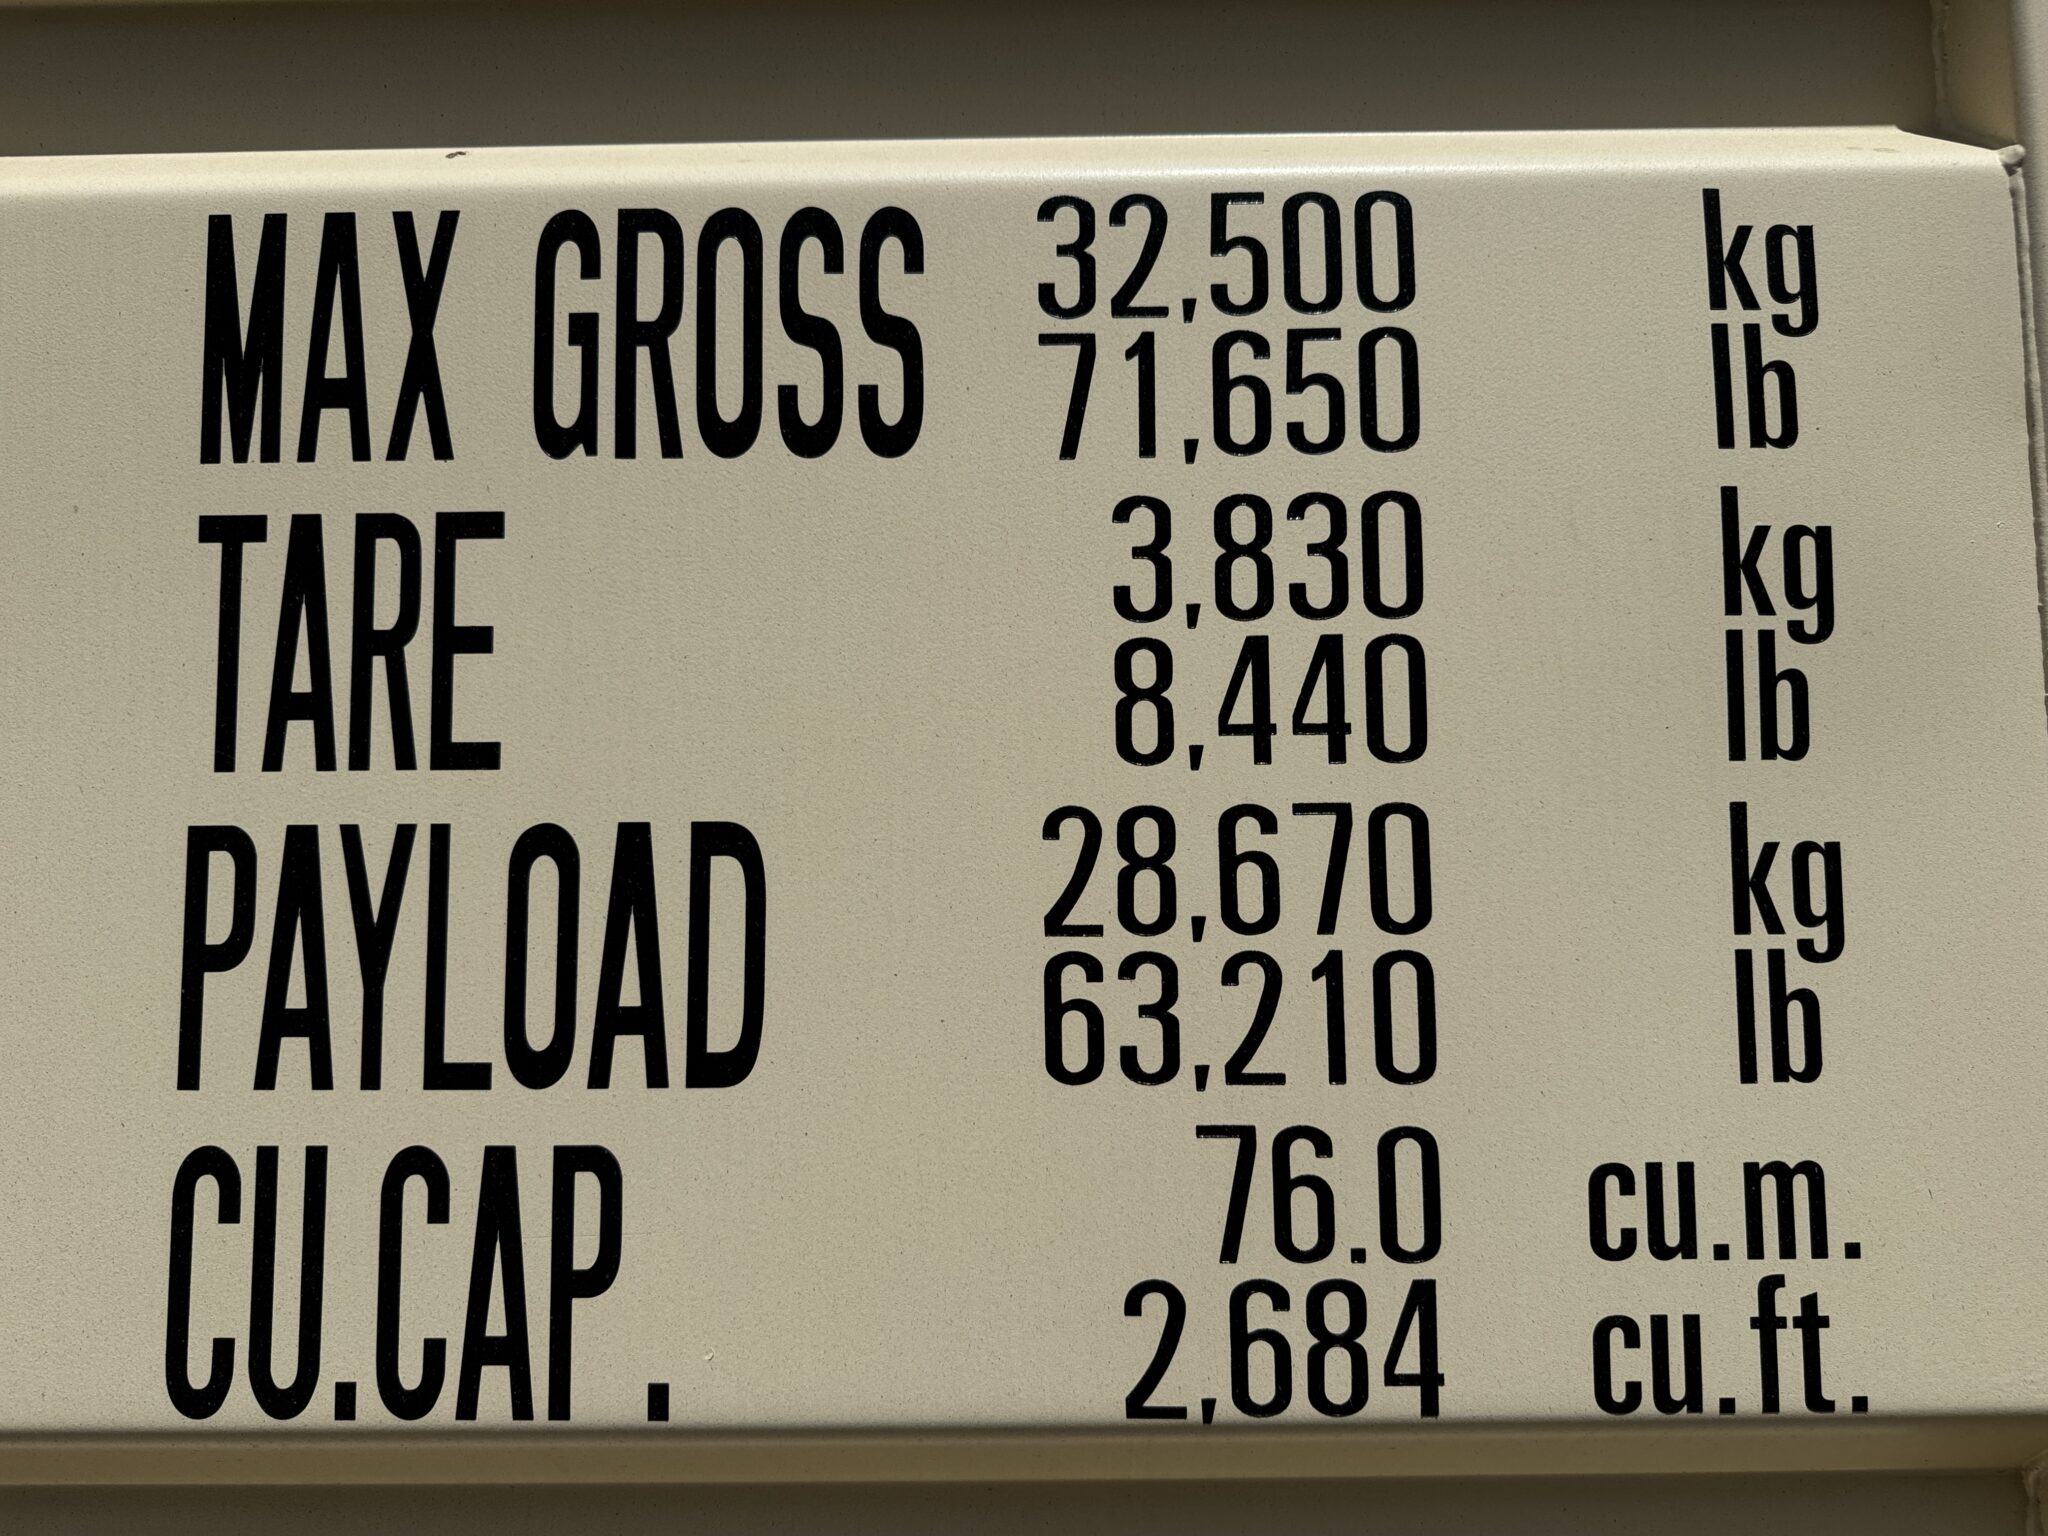 MAX GROSS 32,500 kg
71,650 lb
TARE 3,830 kg
8,440 lb
PAYLOAD 28,670 kg
63,210 lb
CU.CAP. 76.0 cu.m.
2,684 cu.ft.